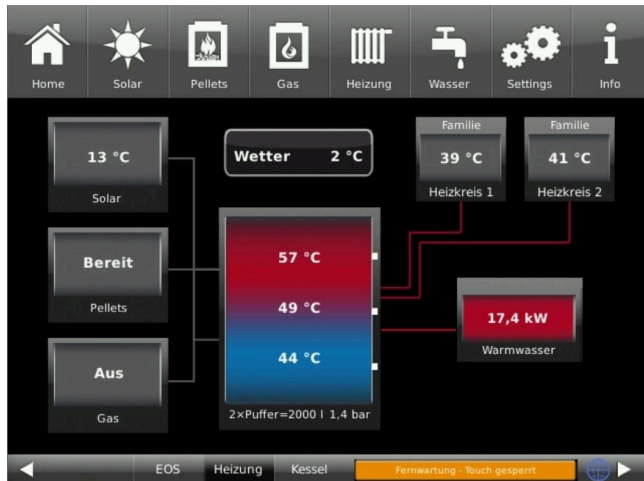 Home Solar Pellets Gas Heizung Wasser Settings Info
13 °C
Solar
Wetter 2 °C
Familie
39 °C
Heizkreis 1
Familie
41 °C
Heizkreis 2
Bereit
Pellets
57 °C
49 °C
44 °C
2×Puffer=2000 l 1,4 bar
17,4 kW
Warmwasser
Aus
Gas
EOS Heizung Kessel Fernwartung - Touch gesperrt